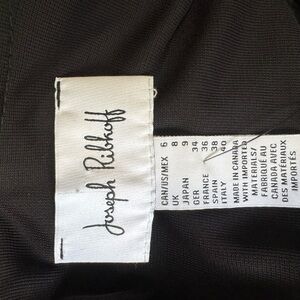 Joseph Ribkoff
CAN/US/MEX 6
UK 8
JAPAN 9
GER 34
FRANCE 36
SPAIN 38
ITALY 40
MADE IN CANADA
WITH IMPORTED
MATERIALS/
FABRIQUÉ AU
CANADA AVEC
DES MATÉRIAUX
IMPORTÉS